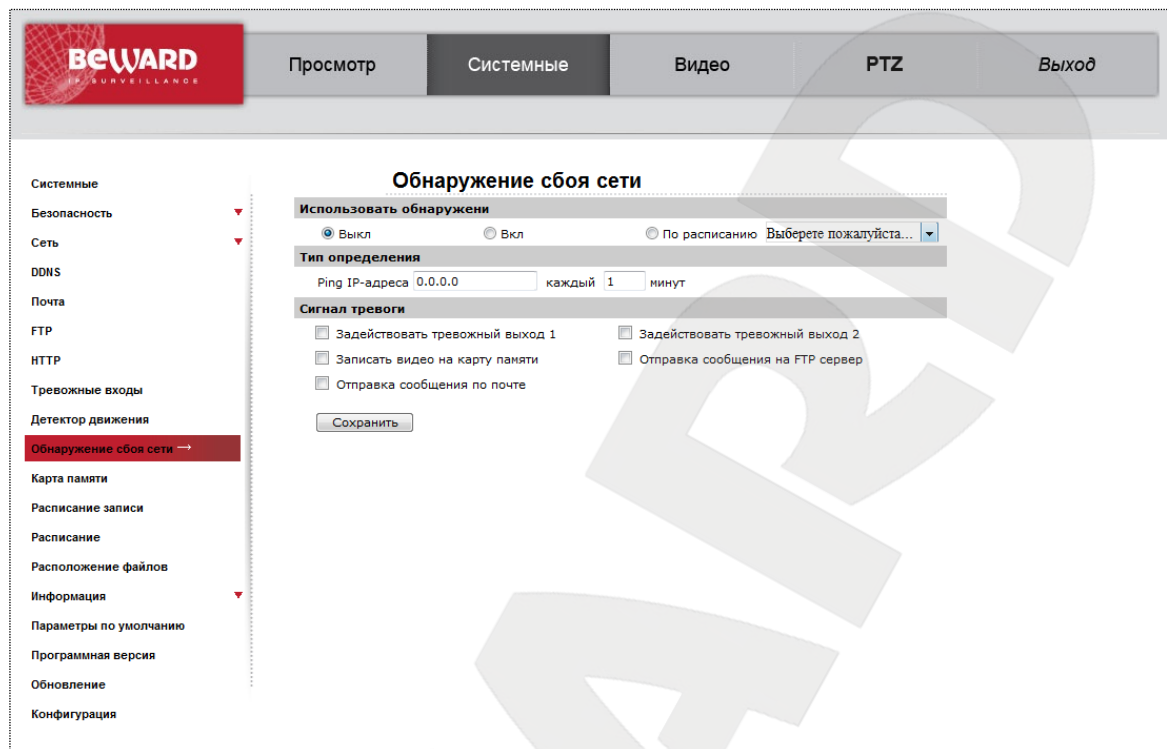 BEWARD
IP SURVEILLANCE
Просмотр
Системные
Видео
PTZ
Выход
Системные
Безопасность
Сеть
DDNS
Почта
FTP
HTTP
Тревожные входы
Детектор движения
Обнаружение сбоя сети →
Карта памяти
Расписание записи
Расписание
Расположение файлов
Информация
Параметры по умолчанию
Программная версия
Обновление
Конфигурация
Обнаружение сбоя сети
Использовать обнаружени
Выкл Вкл По расписанию Выберете пожалуйста...
Тип определения
Ping IP-адреса 0.0.0.0 каждый 1 минут
Сигнал тревоги
Задействовать тревожный выход 1 Задействовать тревожный выход 2
Записать видео на карту памяти Отправка сообщения на FTP сервер
Отправка сообщения по почте
Сохранить
ARD